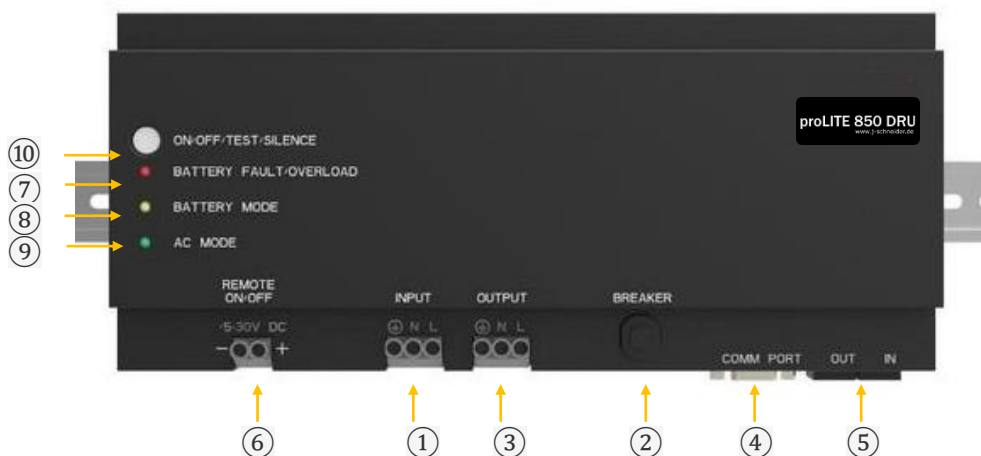 proLITE 850 DRU
www.j-schneider.de
⑩ ON·OFF/TEST/SILENCE
⑦ BATTERY FAULT/OVERLOAD
⑧ BATTERY MODE
⑨ AC MODE
REMOTE
ON·OFF
INPUT
OUTPUT
BREAKER
+5-30V DC
⏚ N L
⏚ N L
− +
COMM PORT
OUT IN
⑥ ① ③ ② ④ ⑤